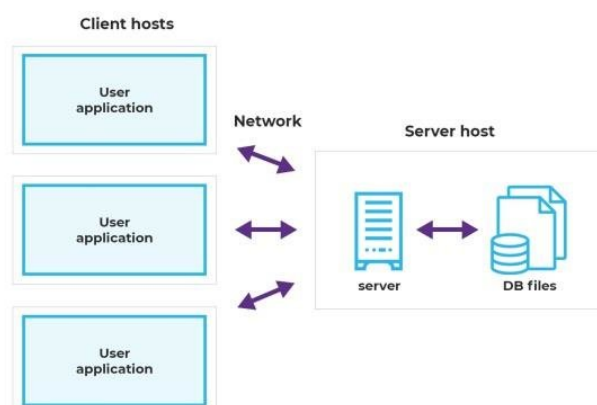 Client hosts
User
application
Network
Server host
User
application
server
DB files
User
application